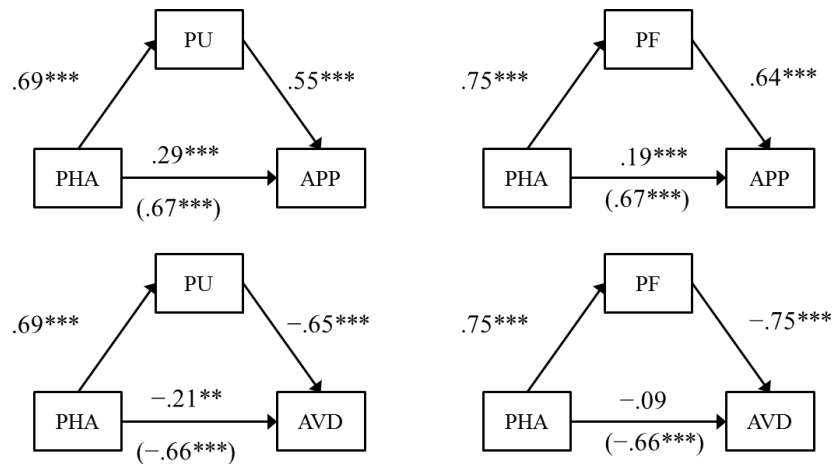 PU
.69***
.55***
PHA
.29***
(.67***)
APP
PF
.75***
.64***
PHA
.19***
(.67***)
APP
PU
.69***
−.65***
PHA
−.21**
(−.66***)
AVD
PF
.75***
−.75***
PHA
−.09
(−.66***)
AVD